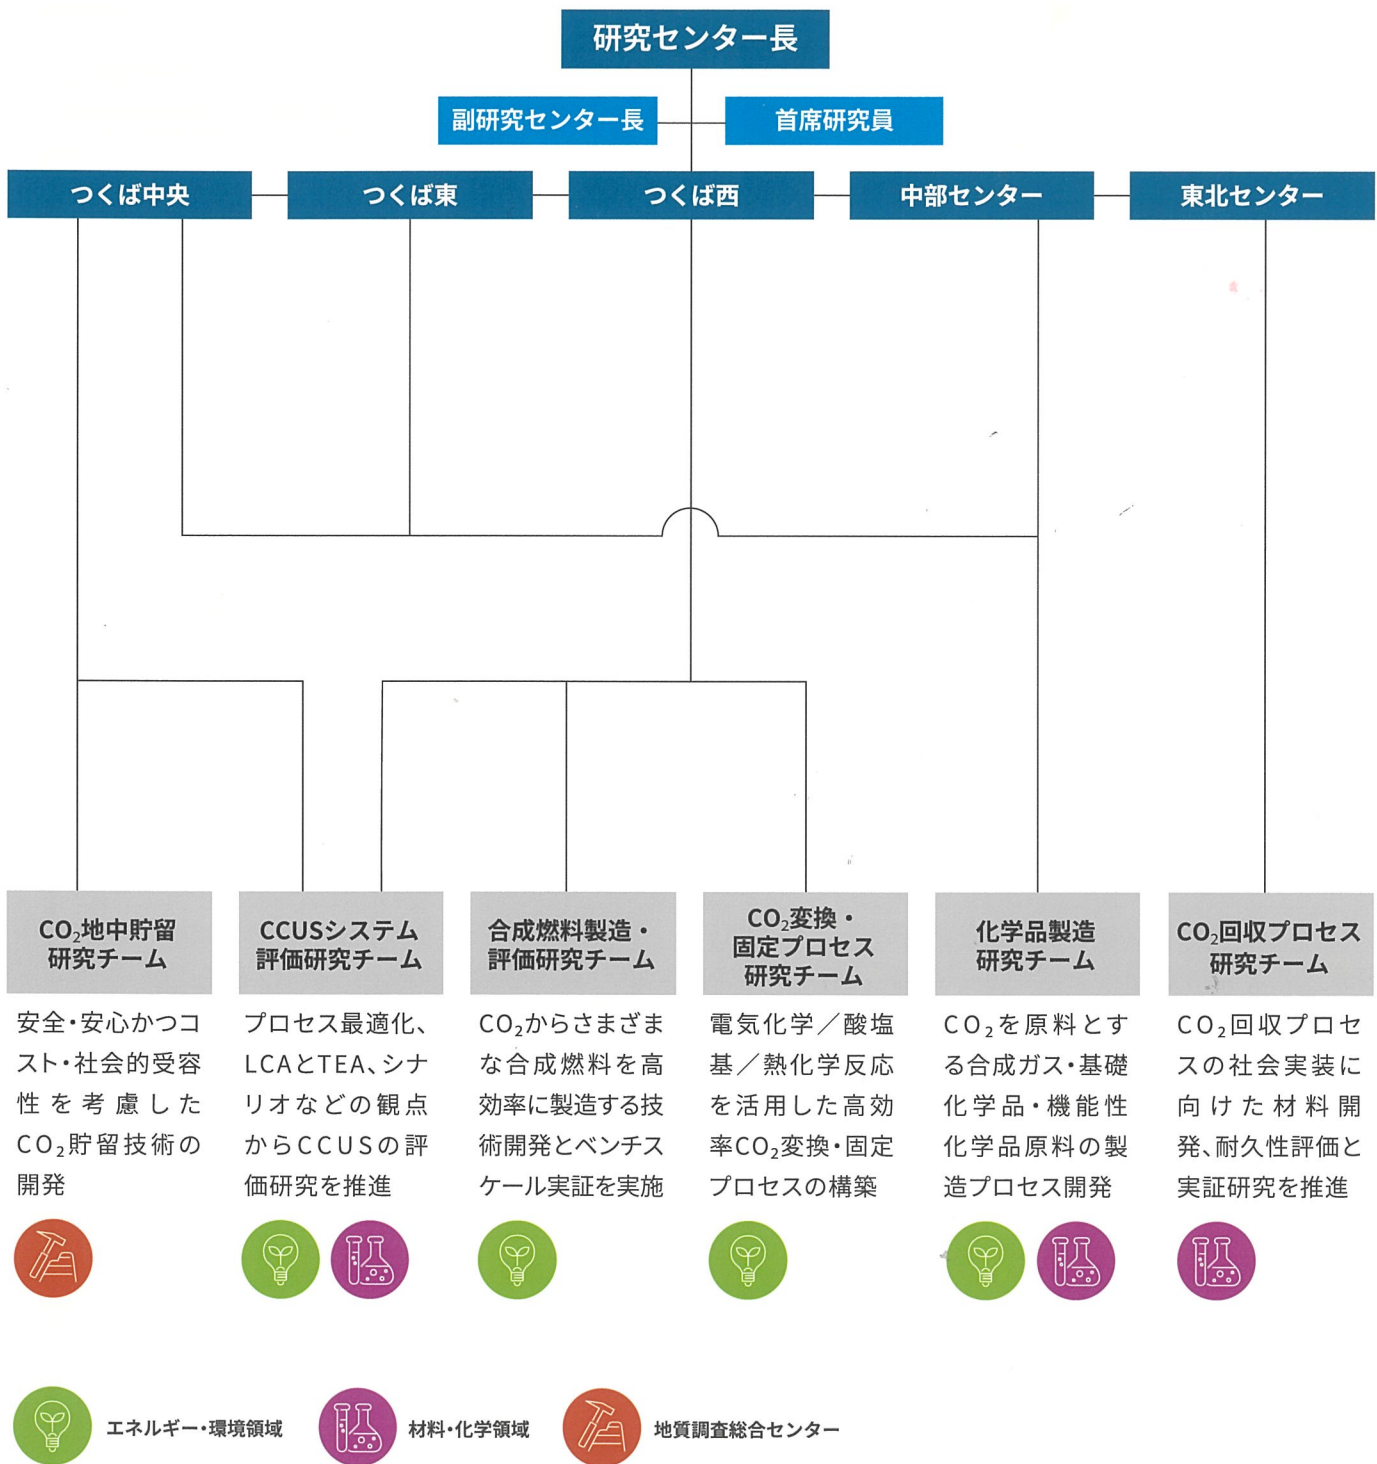 研究センター長
副研究センター長
首席研究員
つくば中央
つくば東
つくば西
中部センター
東北センター
CO₂地中貯留
研究チーム
安全・安心かつコ
スト・社会的受容
性を考慮した
CO₂貯留技術の
開発
CCUSシステム
評価研究チーム
プロセス最適化、
LCAとTEA、シナ
リオなどの観点
からCCUSの評
価研究を推進
合成燃料製造・
評価研究チーム
CO₂からさまざま
な合成燃料を高
効率に製造する技
術開発とベンチス
ケール実証を実施
CO₂変換・
固定プロセス
研究チーム
電気化学／酸塩
基／熱化学反応
を活用した高効
率CO₂変換・固定
プロセスの構築
化学品製造
研究チーム
CO₂を原料とす
る合成ガス・基礎
化学品・機能性
化学品原料の製
造プロセス開発
CO₂回収プロセス
研究チーム
CO₂回収プロセ
スの社会実装に
向けた材料開
発、耐久性評価と
実証研究を推進
エネルギー・環境領域
材料・化学領域
地質調査総合センター